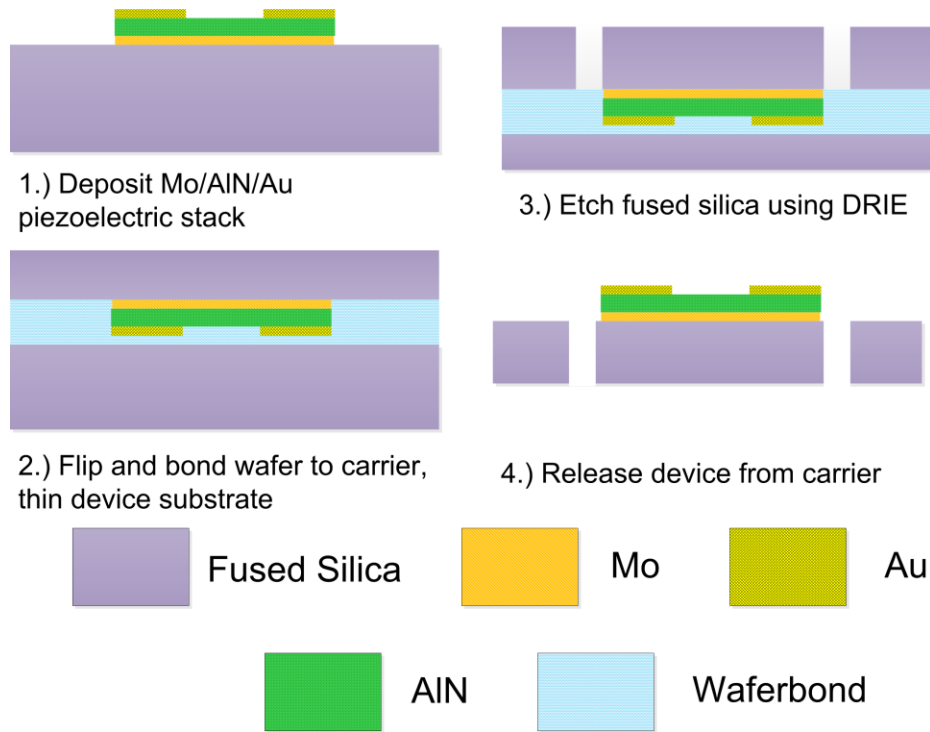 1.) Deposit Mo/AlN/Au
piezoelectric stack
2.) Flip and bond wafer to carrier,
thin device substrate
3.) Etch fused silica using DRIE
4.) Release device from carrier
Fused Silica
Mo
Au
AlN
Waferbond